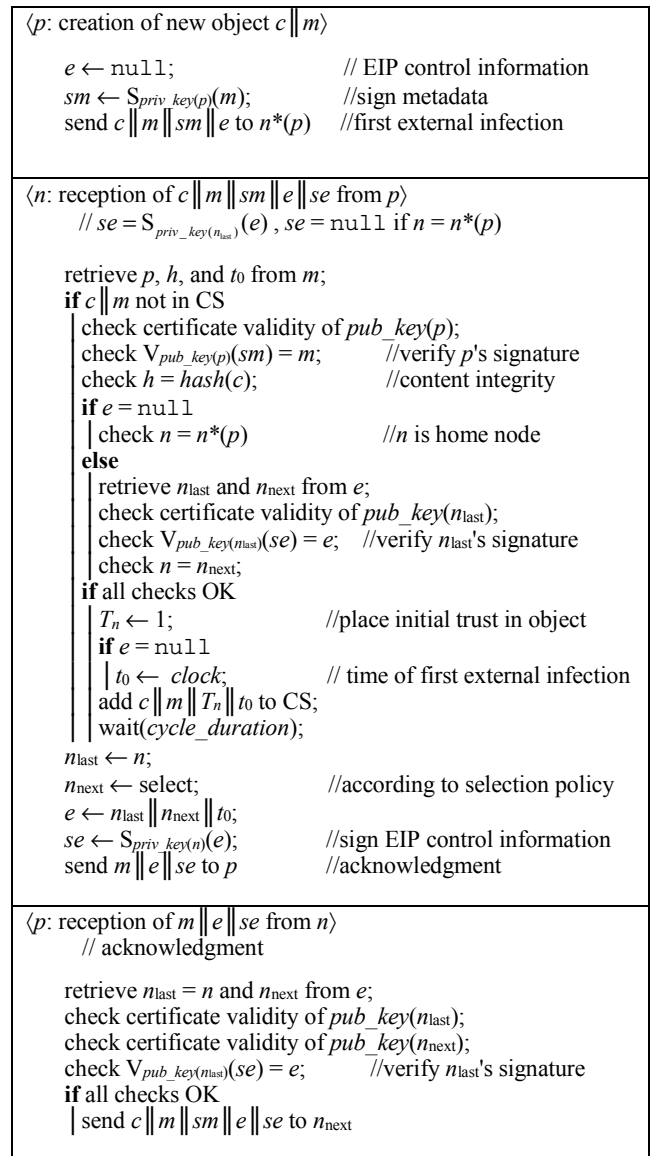 ⟨p: creation of new object c‖m⟩
e ← null; // EIP control information
sm ← S_priv_key(p)(m); //sign metadata
send c‖m‖sm‖e to n*(p) //first external infection
⟨n: reception of c‖m‖sm‖e‖se from p⟩
// se = S_priv_key(n_last)(e) , se = null if n = n*(p)
retrieve p, h, and t0 from m;
if c‖m not in CS
check certificate validity of pub_key(p);
check V_pub_key(p)(sm) = m; //verify p's signature
check h = hash(c); //content integrity
if e = null
check n = n*(p) //n is home node
else
retrieve n_last and n_next from e;
check certificate validity of pub_key(n_last);
check V_pub_key(n_last)(se) = e; //verify n_last's signature
check n = n_next;
if all checks OK
T_n ← 1; //place initial trust in object
if e = null
t0 ← clock; // time of first external infection
add c‖m‖T_n‖t0 to CS;
wait(cycle_duration);
n_last ← n;
n_next ← select; //according to selection policy
e ← n_last‖n_next‖t0;
se ← S_priv_key(n)(e); //sign EIP control information
send m‖e‖se to p //acknowledgment
⟨p: reception of m‖e‖se from n⟩
// acknowledgment
retrieve n_last = n and n_next from e;
check certificate validity of pub_key(n_last);
check certificate validity of pub_key(n_next);
check V_pub_key(n_last)(se) = e; //verify n_last's signature
if all checks OK
send c‖m‖sm‖e‖se to n_next